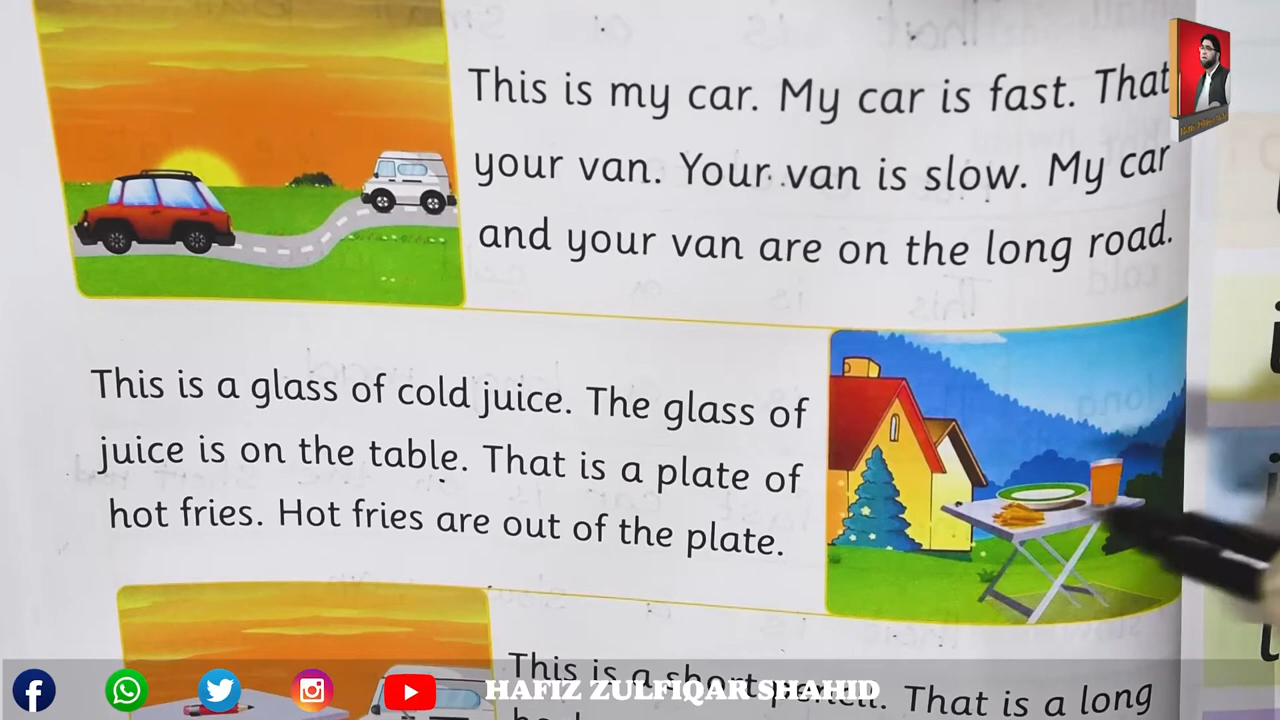 This is my car. My car is fast. That
your van. Your van is slow. My car
and your van are on the long road.
This is a glass of cold juice. The glass of
juice is on the table. That is a plate of
hot fries. Hot fries are out of the plate.
This is a short pencil. That is a long
HAFIZ ZULFIQAR SHAHID